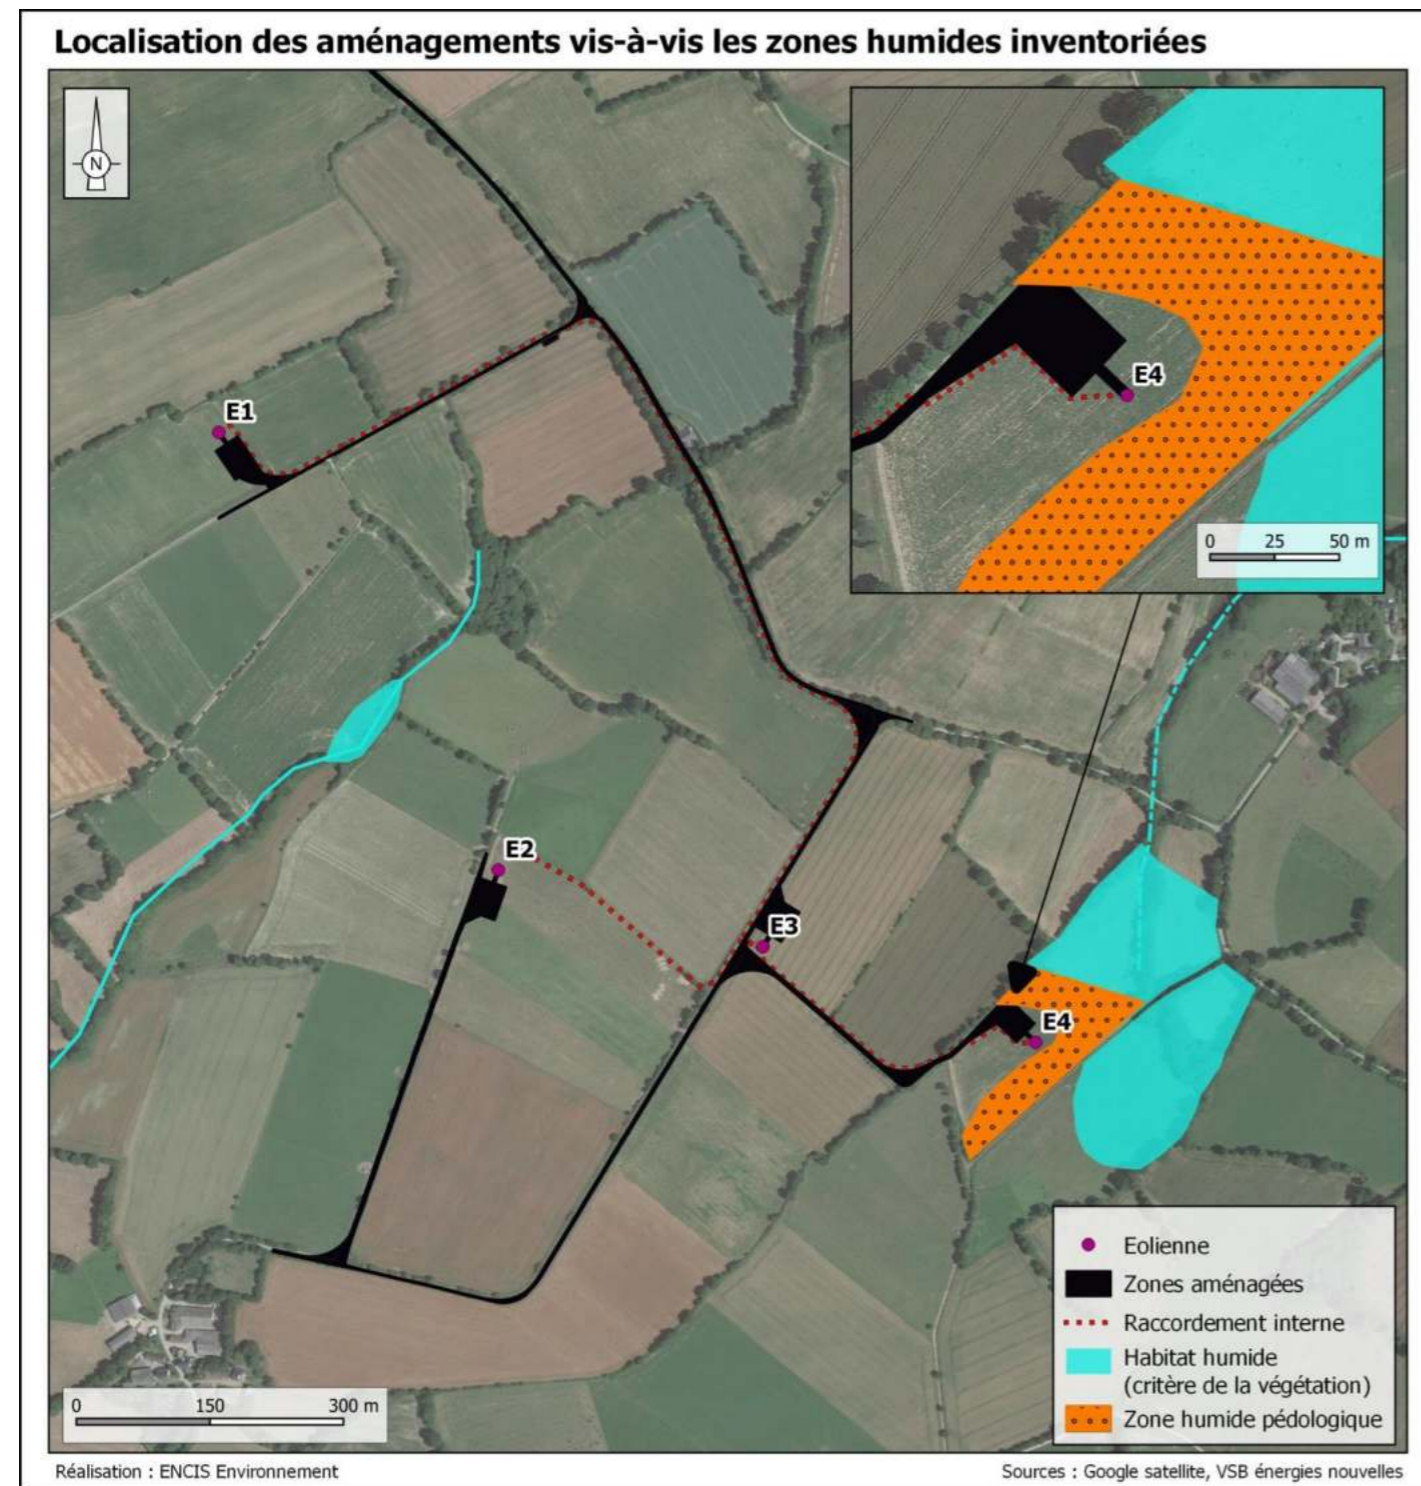 Localisation des aménagements vis-à-vis les zones humides inventoriées
N
E4
0 25 50 m
E1
E2
E3
E4
Eolienne
Zones aménagées
Raccordement interne
Habitat humide
(critère de la végétation)
Zone humide pédologique
0 150 300 m
Réalisation : ENCIS Environnement
Sources : Google satellite, VSB énergies nouvelles